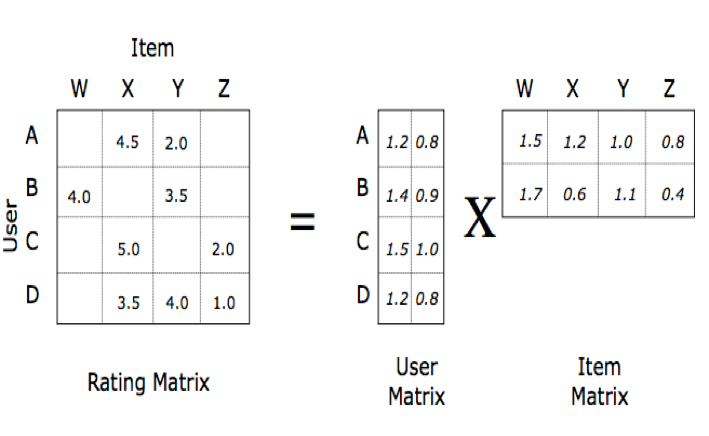 Item
W X Y Z W X Y Z
A 4.5 2.0 A 1.2 0.8 1.5 1.2 1.0 0.8
User
B 4.0 3.5 = B 1.4 0.9 X 1.7 0.6 1.1 0.4
C 5.0 2.0 C 1.5 1.0
D 3.5 4.0 1.0 D 1.2 0.8
Rating Matrix
User
Matrix
Item
Matrix